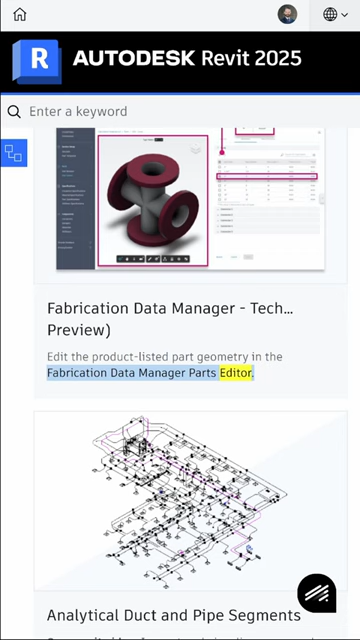 R AUTODESK Revit 2025
Enter a keyword
Fabrication Data Manager - Tech...
Preview)
Edit the product-listed part geometry in the
Fabrication Data Manager Parts Editor.
Analytical Duct and Pipe Segments